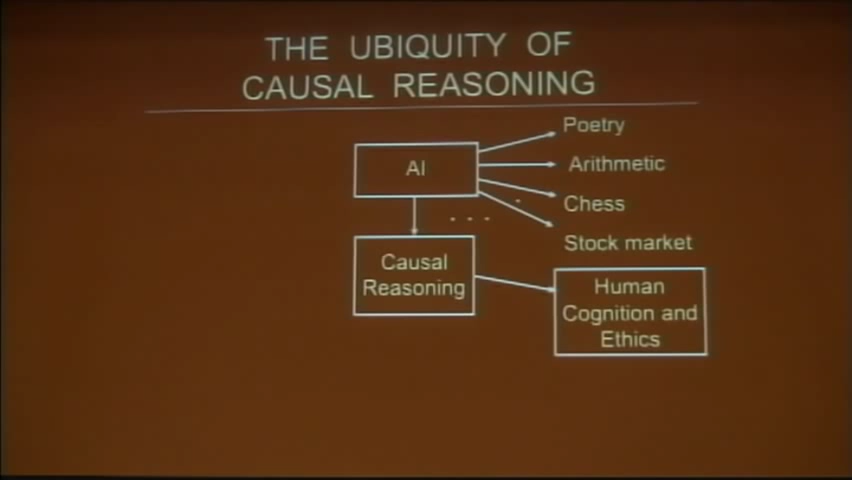 THE UBIQUITY OF
CAUSAL REASONING
Poetry
AI
Arithmetic
Chess
Stock market
Causal
Reasoning
Human
Cognition and
Ethics